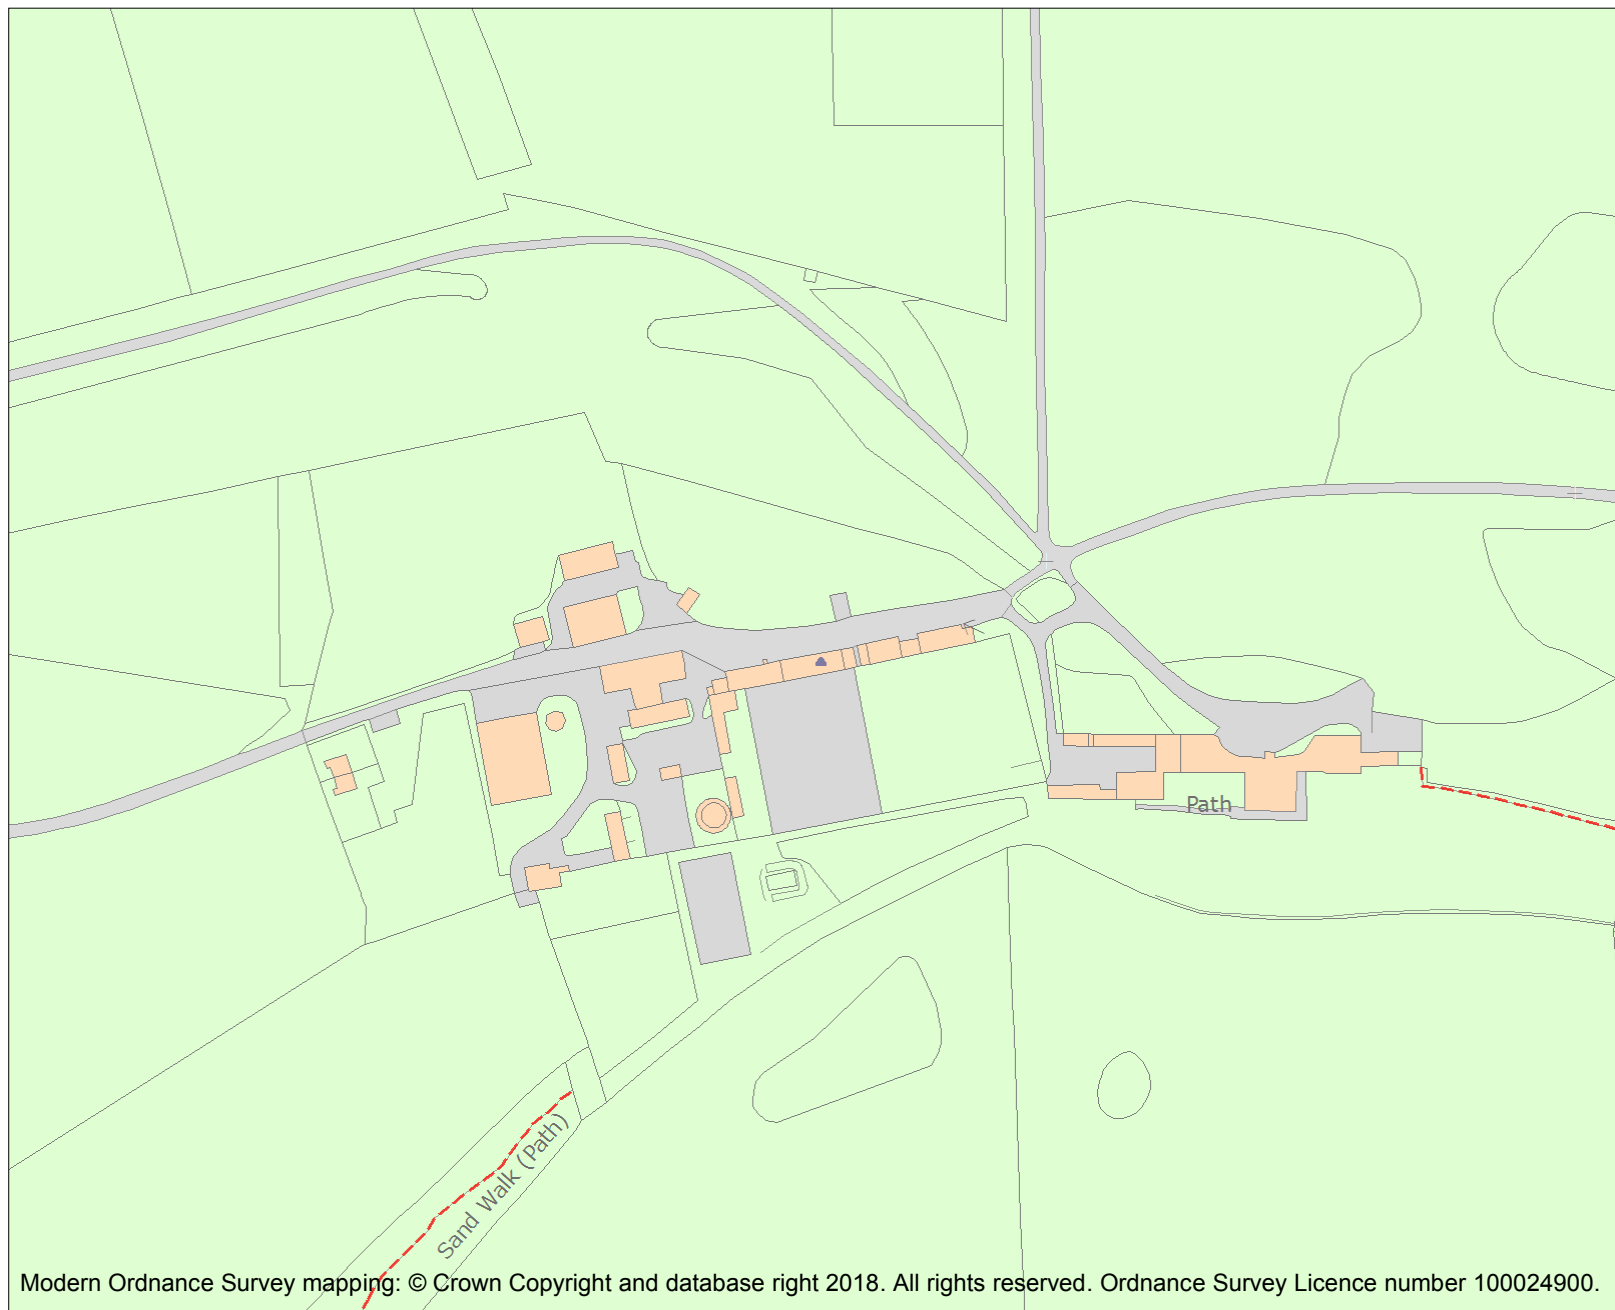 Path
Sand Walk (Path)
Modern Ordnance Survey mapping: © Crown Copyright and database right 2018. All rights reserved. Ordnance Survey Licence number 100024900.